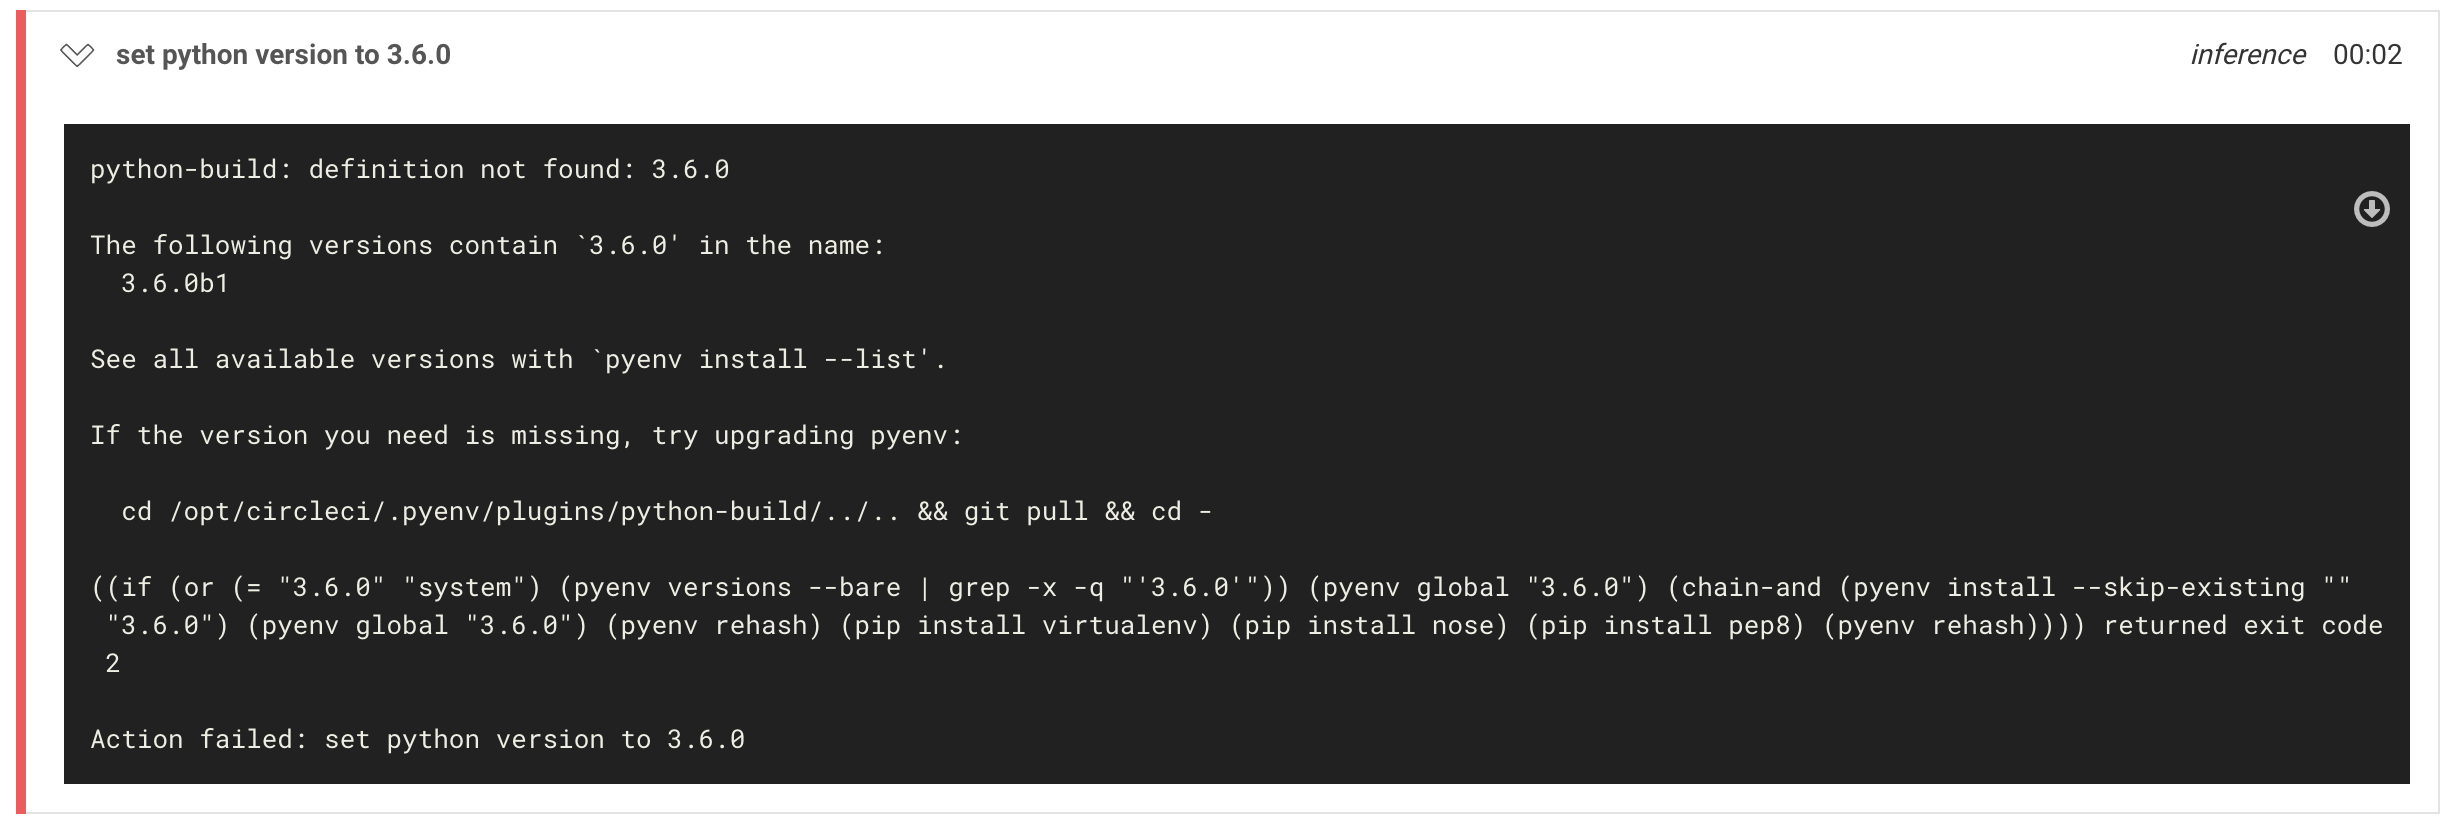 set python version to 3.6.0
inference 00:02
python-build: definition not found: 3.6.0
The following versions contain `3.6.0' in the name:
3.6.0b1
See all available versions with `pyenv install --list'.
If the version you need is missing, try upgrading pyenv:
cd /opt/circleci/.pyenv/plugins/python-build/../.. && git pull && cd -
((if (or (= "3.6.0" "system") (pyenv versions --bare | grep -x -q "'3.6.0'")) (pyenv global "3.6.0") (chain-and (pyenv install --skip-existing ""
"3.6.0") (pyenv global "3.6.0") (pyenv rehash) (pip install virtualenv) (pip install nose) (pip install pep8) (pyenv rehash)))) returned exit code
2
Action failed: set python version to 3.6.0